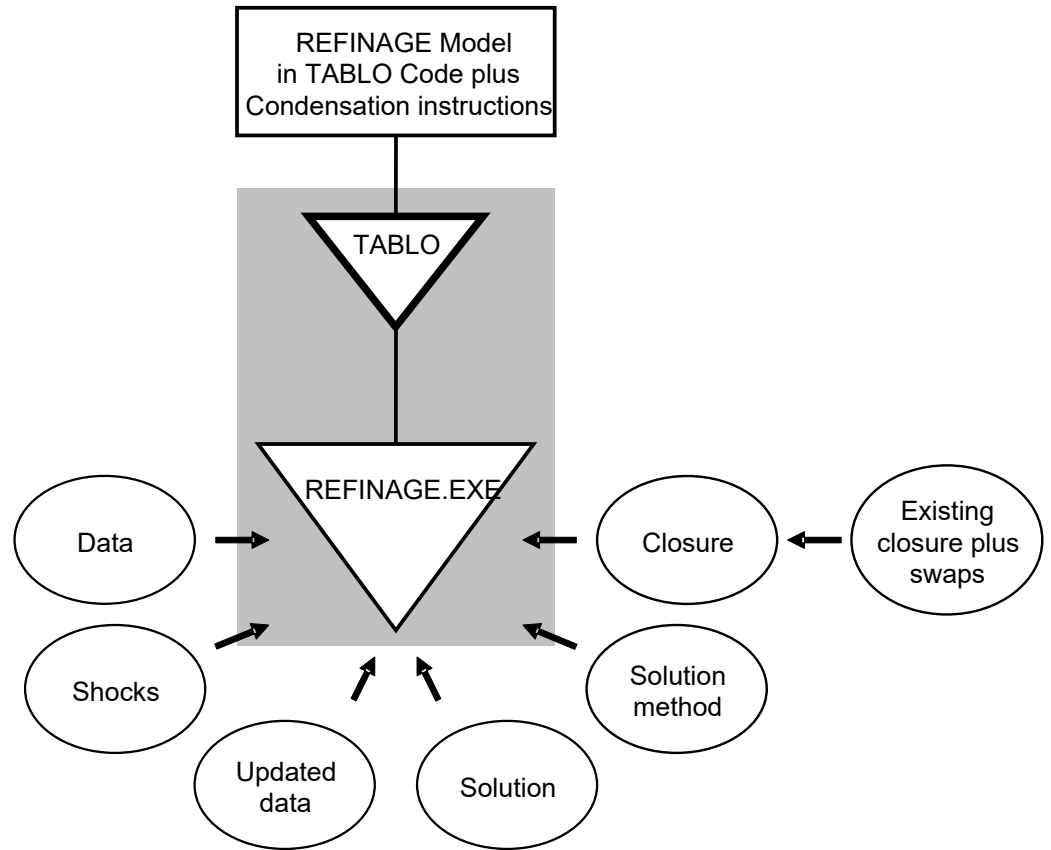 REFINAGE Model
in TABLO Code plus
Condensation instructions
TABLO
REFINAGE.EXE
Data
Closure
Existing
closure plus
swaps
Shocks
Solution
method
Updated
data
Solution